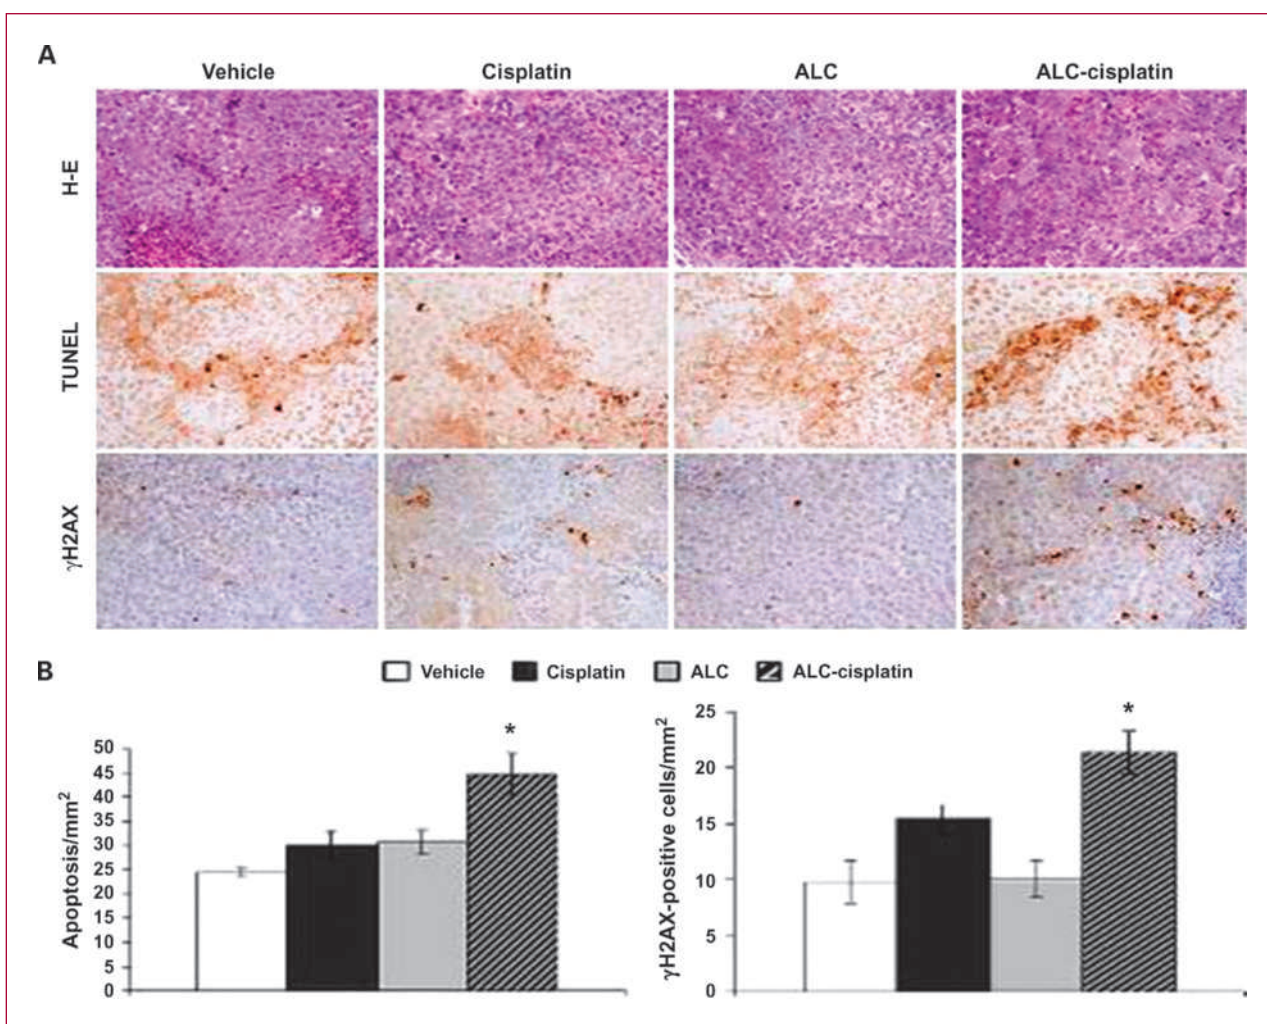 A
Vehicle Cisplatin ALC ALC-cisplatin
H-E
TUNEL
γH2AX
B
Vehicle Cisplatin ALC ALC-cisplatin
Apoptosis/mm²
50
45
40
35
30
25
20
15
10
5
0
*
γH2AX-positive cells/mm²
25
20
15
10
5
0
*